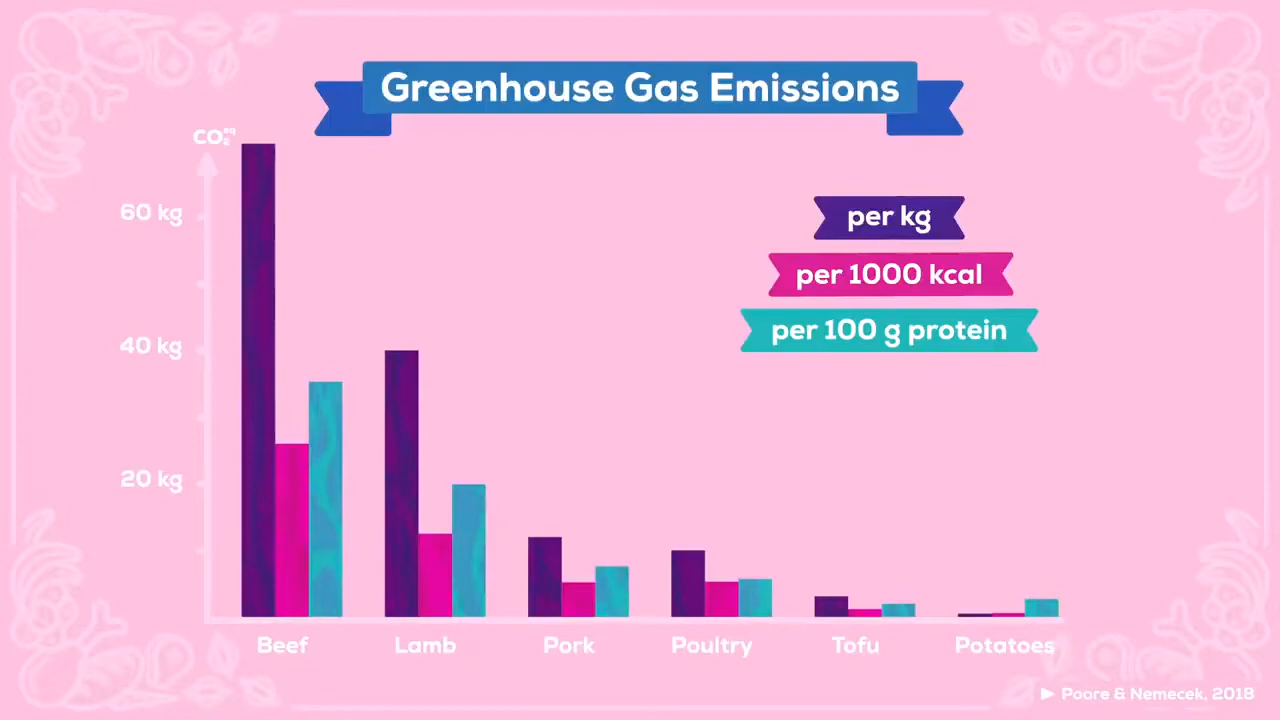 Greenhouse Gas Emissions
CO₂eq
60 kg
40 kg
20 kg
per kg
per 1000 kcal
per 100 g protein
Beef Lamb Pork Poultry Tofu Potatoes
► Poore & Nemecek, 2018